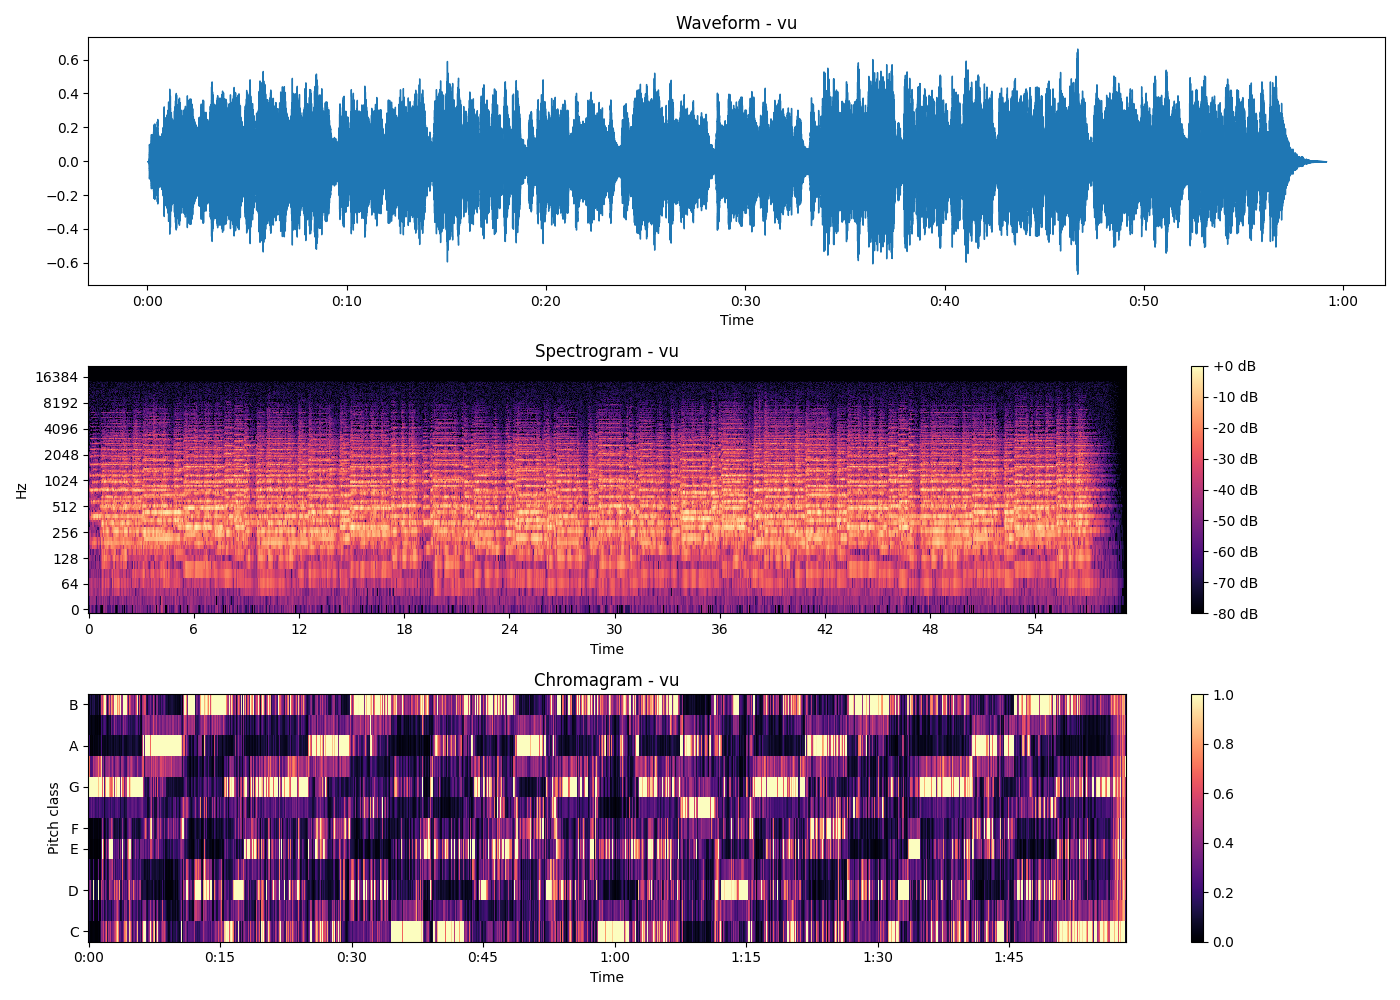 Waveform - vu
0.6
0.4
0.2
0.0
−0.2
−0.4
−0.6
0:00 0:10 0:20 0:30 0:40 0:50 1:00
Time
Spectrogram - vu
Hz
16384
8192
4096
2048
1024
512
256
128
64
0
0 6 12 18 24 30 36 42 48 54
Time
+0 dB
-10 dB
-20 dB
-30 dB
-40 dB
-50 dB
-60 dB
-70 dB
-80 dB
Chromagram - vu
Pitch class
B
A
G
F
E
D
C
0:00 0:15 0:30 0:45 1:00 1:15 1:30 1:45
Time
1.0
0.8
0.6
0.4
0.2
0.0